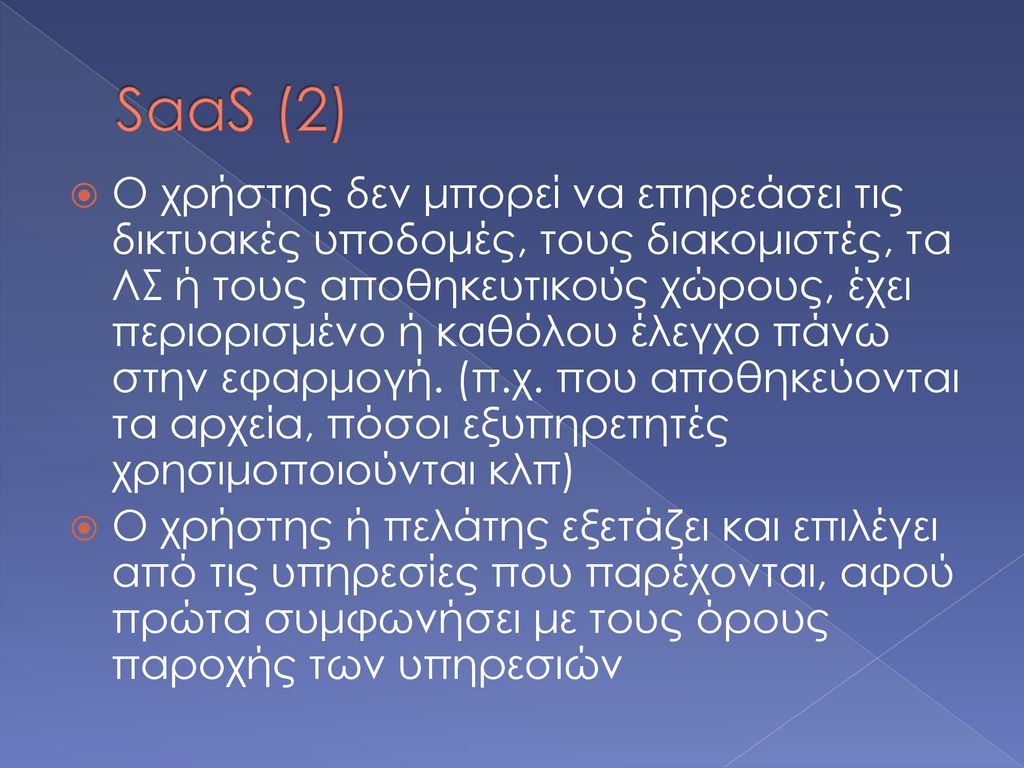 SaaS (2)
Ο χρήστης δεν μπορεί να επηρεάσει τις
δικτυακές υποδομές, τους διακομιστές, τα
ΛΣ ή τους αποθηκευτικούς χώρους, έχει
περιορισμένο ή καθόλου έλεγχο πάνω
στην εφαρμογή. (π.χ. που αποθηκεύονται
τα αρχεία, πόσοι εξυπηρετητές
χρησιμοποιούνται κλπ)
Ο χρήστης ή πελάτης εξετάζει και επιλέγει
από τις υπηρεσίες που παρέχονται, αφού
πρώτα συμφωνήσει με τους όρους
παροχής των υπηρεσιών